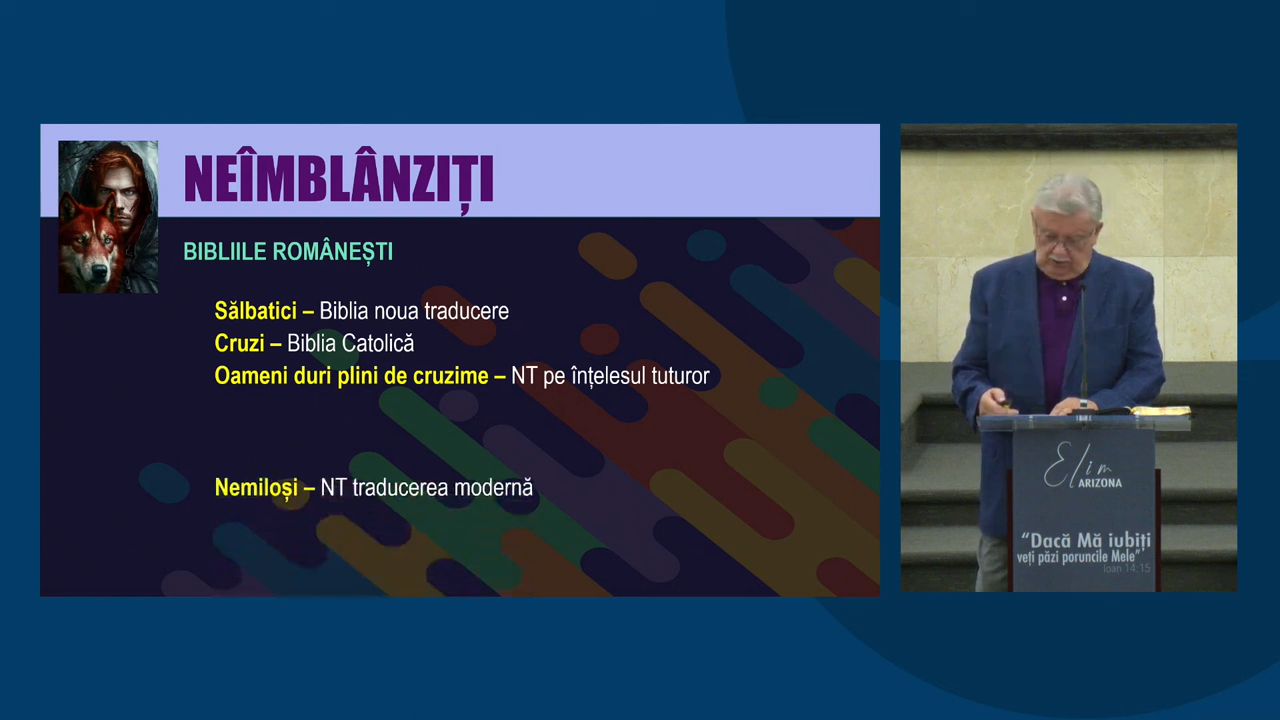 NEÎMBLÂNZIȚI
BIBLIILE ROMÂNEȘTI
Sălbatici – Biblia noua traducere
Cruzi – Biblia Catolică
Oameni duri plini de cruzime – NT pe înțelesul tuturor
Nemiloși – NT traducerea modernă
Elim
ARIZONA
“Dacă Mă iubiți
veți păzi poruncile Mele”
Ioan 14:15